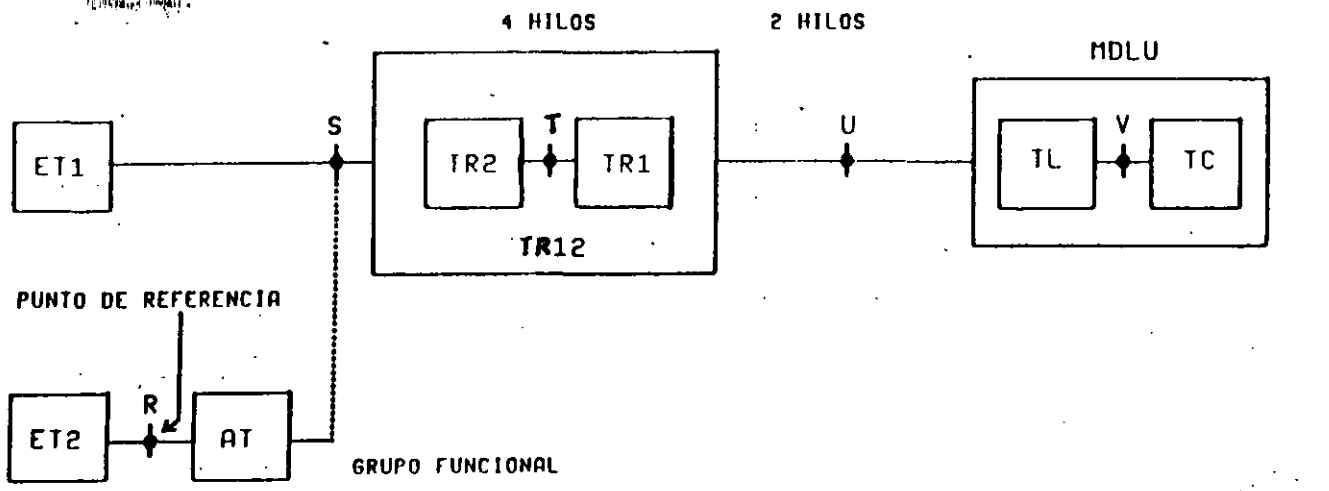 4 HILOS 2 HILOS
MDLU
S T U V
ET1 TR2 TR1 TL TC
TR12
PUNTO DE REFERENCIA
R
ET2 AT
GRUPO FUNCIONAL